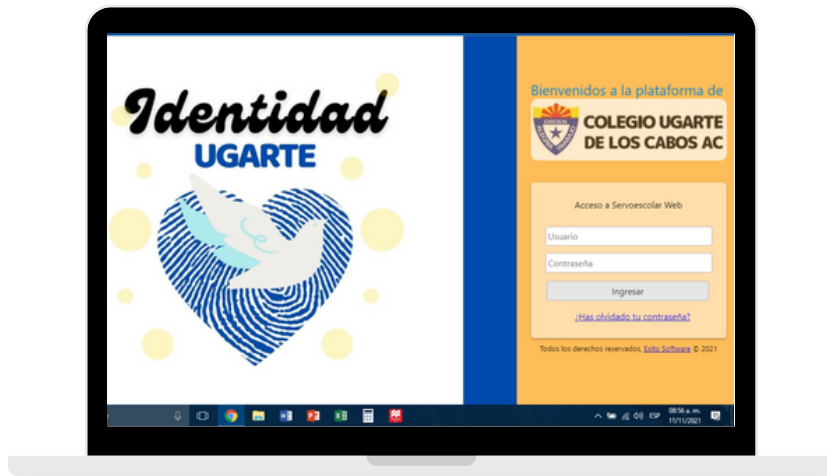 Identidad
UGARTE
Bienvenidos a la plataforma de
COLEGIO UGARTE
DE LOS CABOS AC
Acceso a Servoescolar Web
Usuario
Contraseña
Ingresar
¿Has olvidado tu contraseña?
Todos los derechos reservados, Exito Software © 2021
ESP
08:56 a. m.
11/11/2021